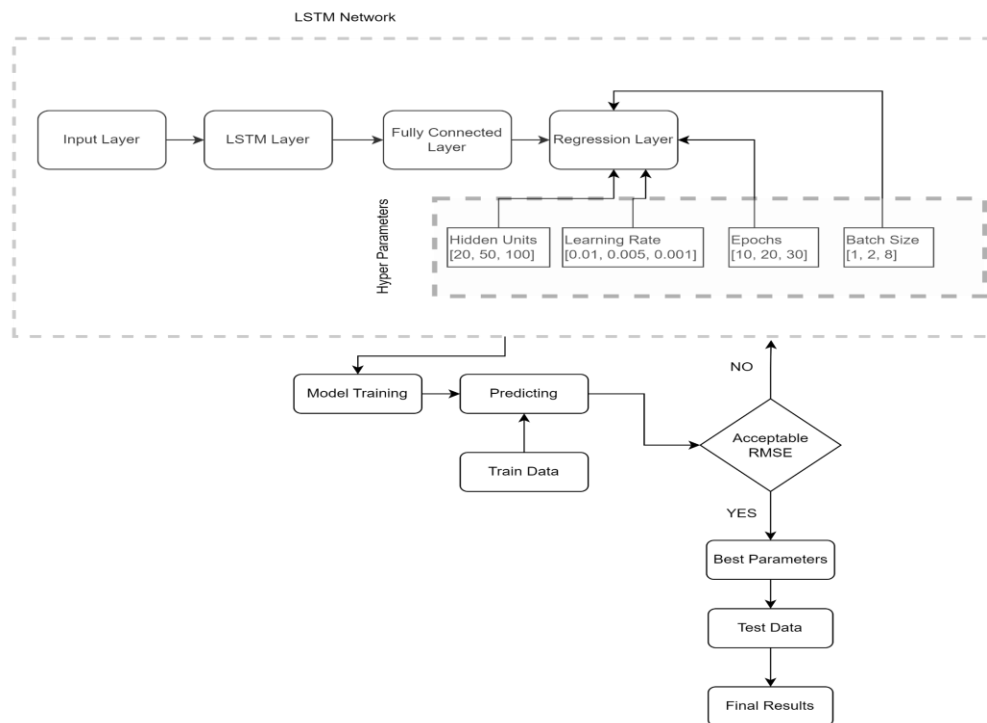 LSTM Network
Input Layer
LSTM Layer
Fully Connected
Layer
Regression Layer
Hyper Parameters
Hidden Units
[20, 50, 100]
Learning Rate
[0.01, 0.005, 0.001]
Epochs
[10, 20, 30]
Batch Size
[1, 2, 8]
Model Training
Predicting
Train Data
NO
Acceptable
RMSE
YES
Best Parameters
Test Data
Final Results